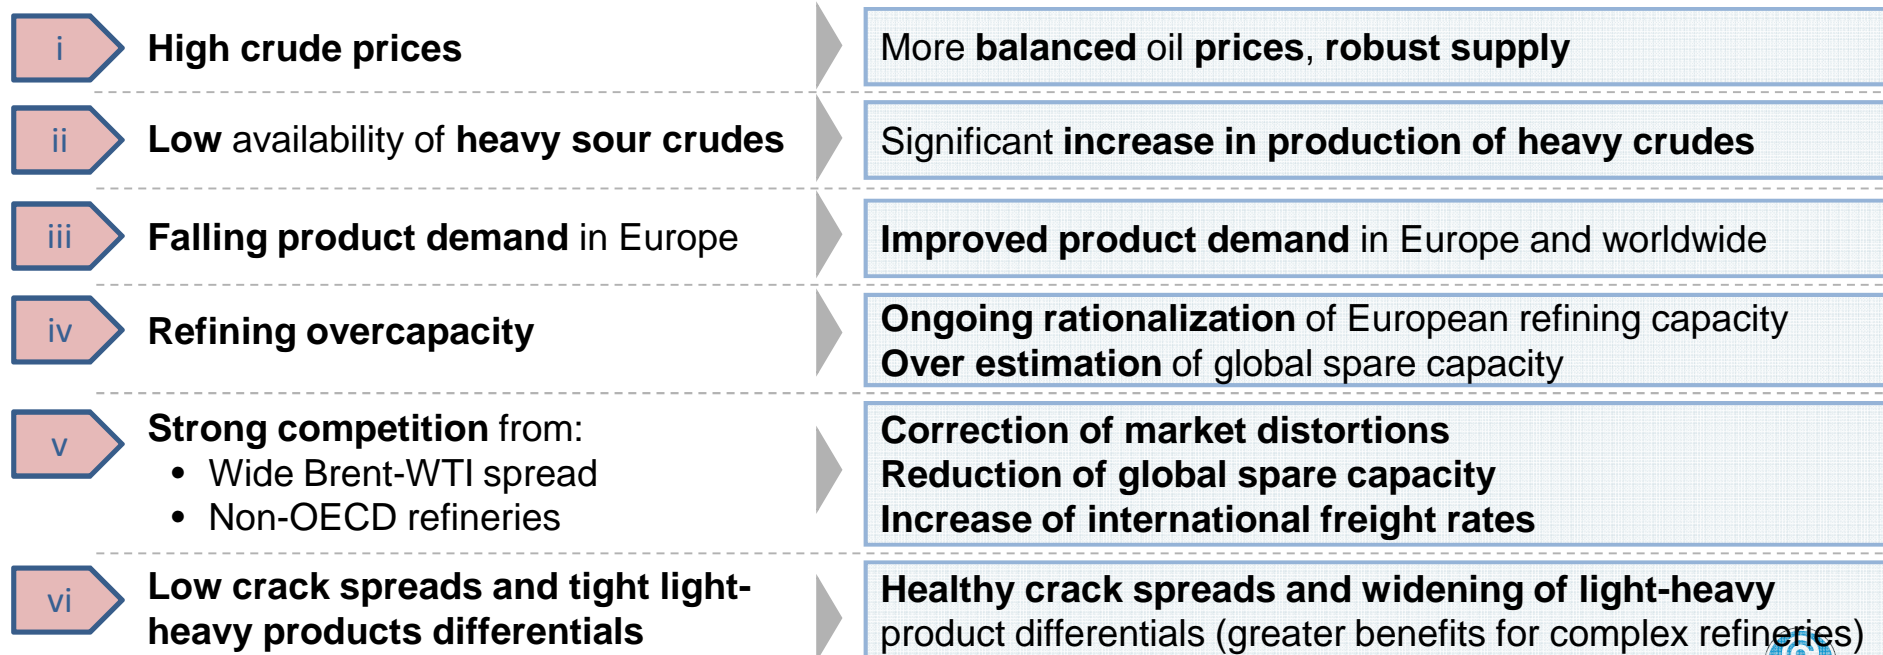 i
High crude prices
More balanced oil prices, robust supply
ii
Low availability of heavy sour crudes
Significant increase in production of heavy crudes
iii
Falling product demand in Europe
Improved product demand in Europe and worldwide
iv
Refining overcapacity
Ongoing rationalization of European refining capacity
Over estimation of global spare capacity
v
Strong competition from:
• Wide Brent-WTI spread
• Non-OECD refineries
Correction of market distortions
Reduction of global spare capacity
Increase of international freight rates
vi
Low crack spreads and tight light-
heavy products differentials
Healthy crack spreads and widening of light-heavy
product differentials (greater benefits for complex refineries)